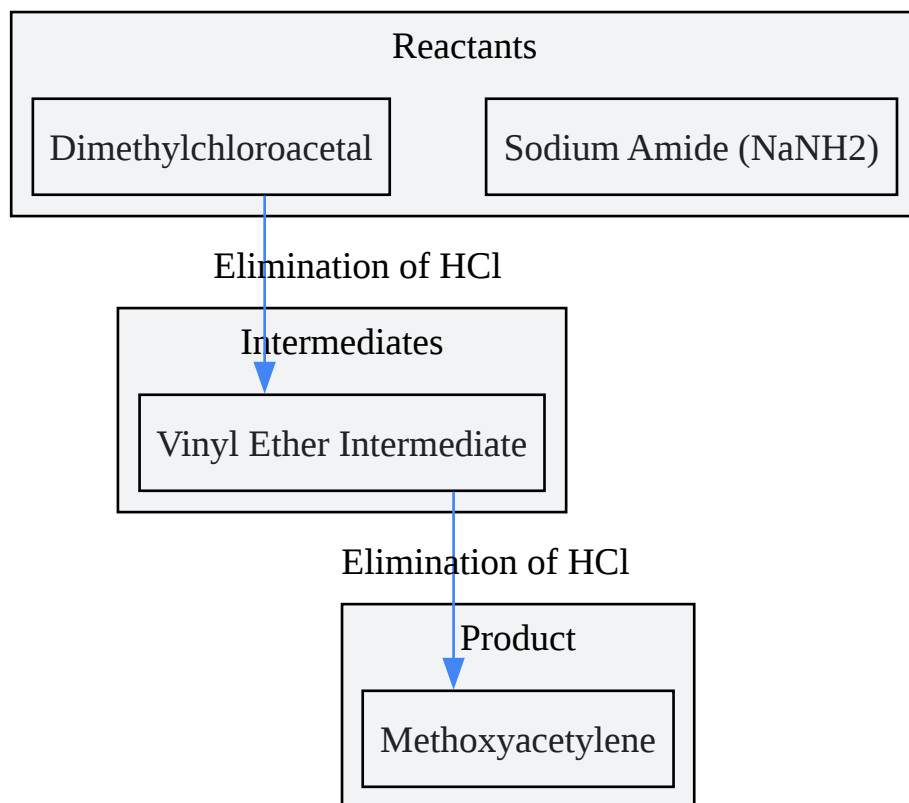 Reactants
Dimethylchloroacetal
Sodium Amide (NaNH2)
Elimination of HCl
Intermediates
Vinyl Ether Intermediate
Elimination of HCl
Product
Methoxyacetylene